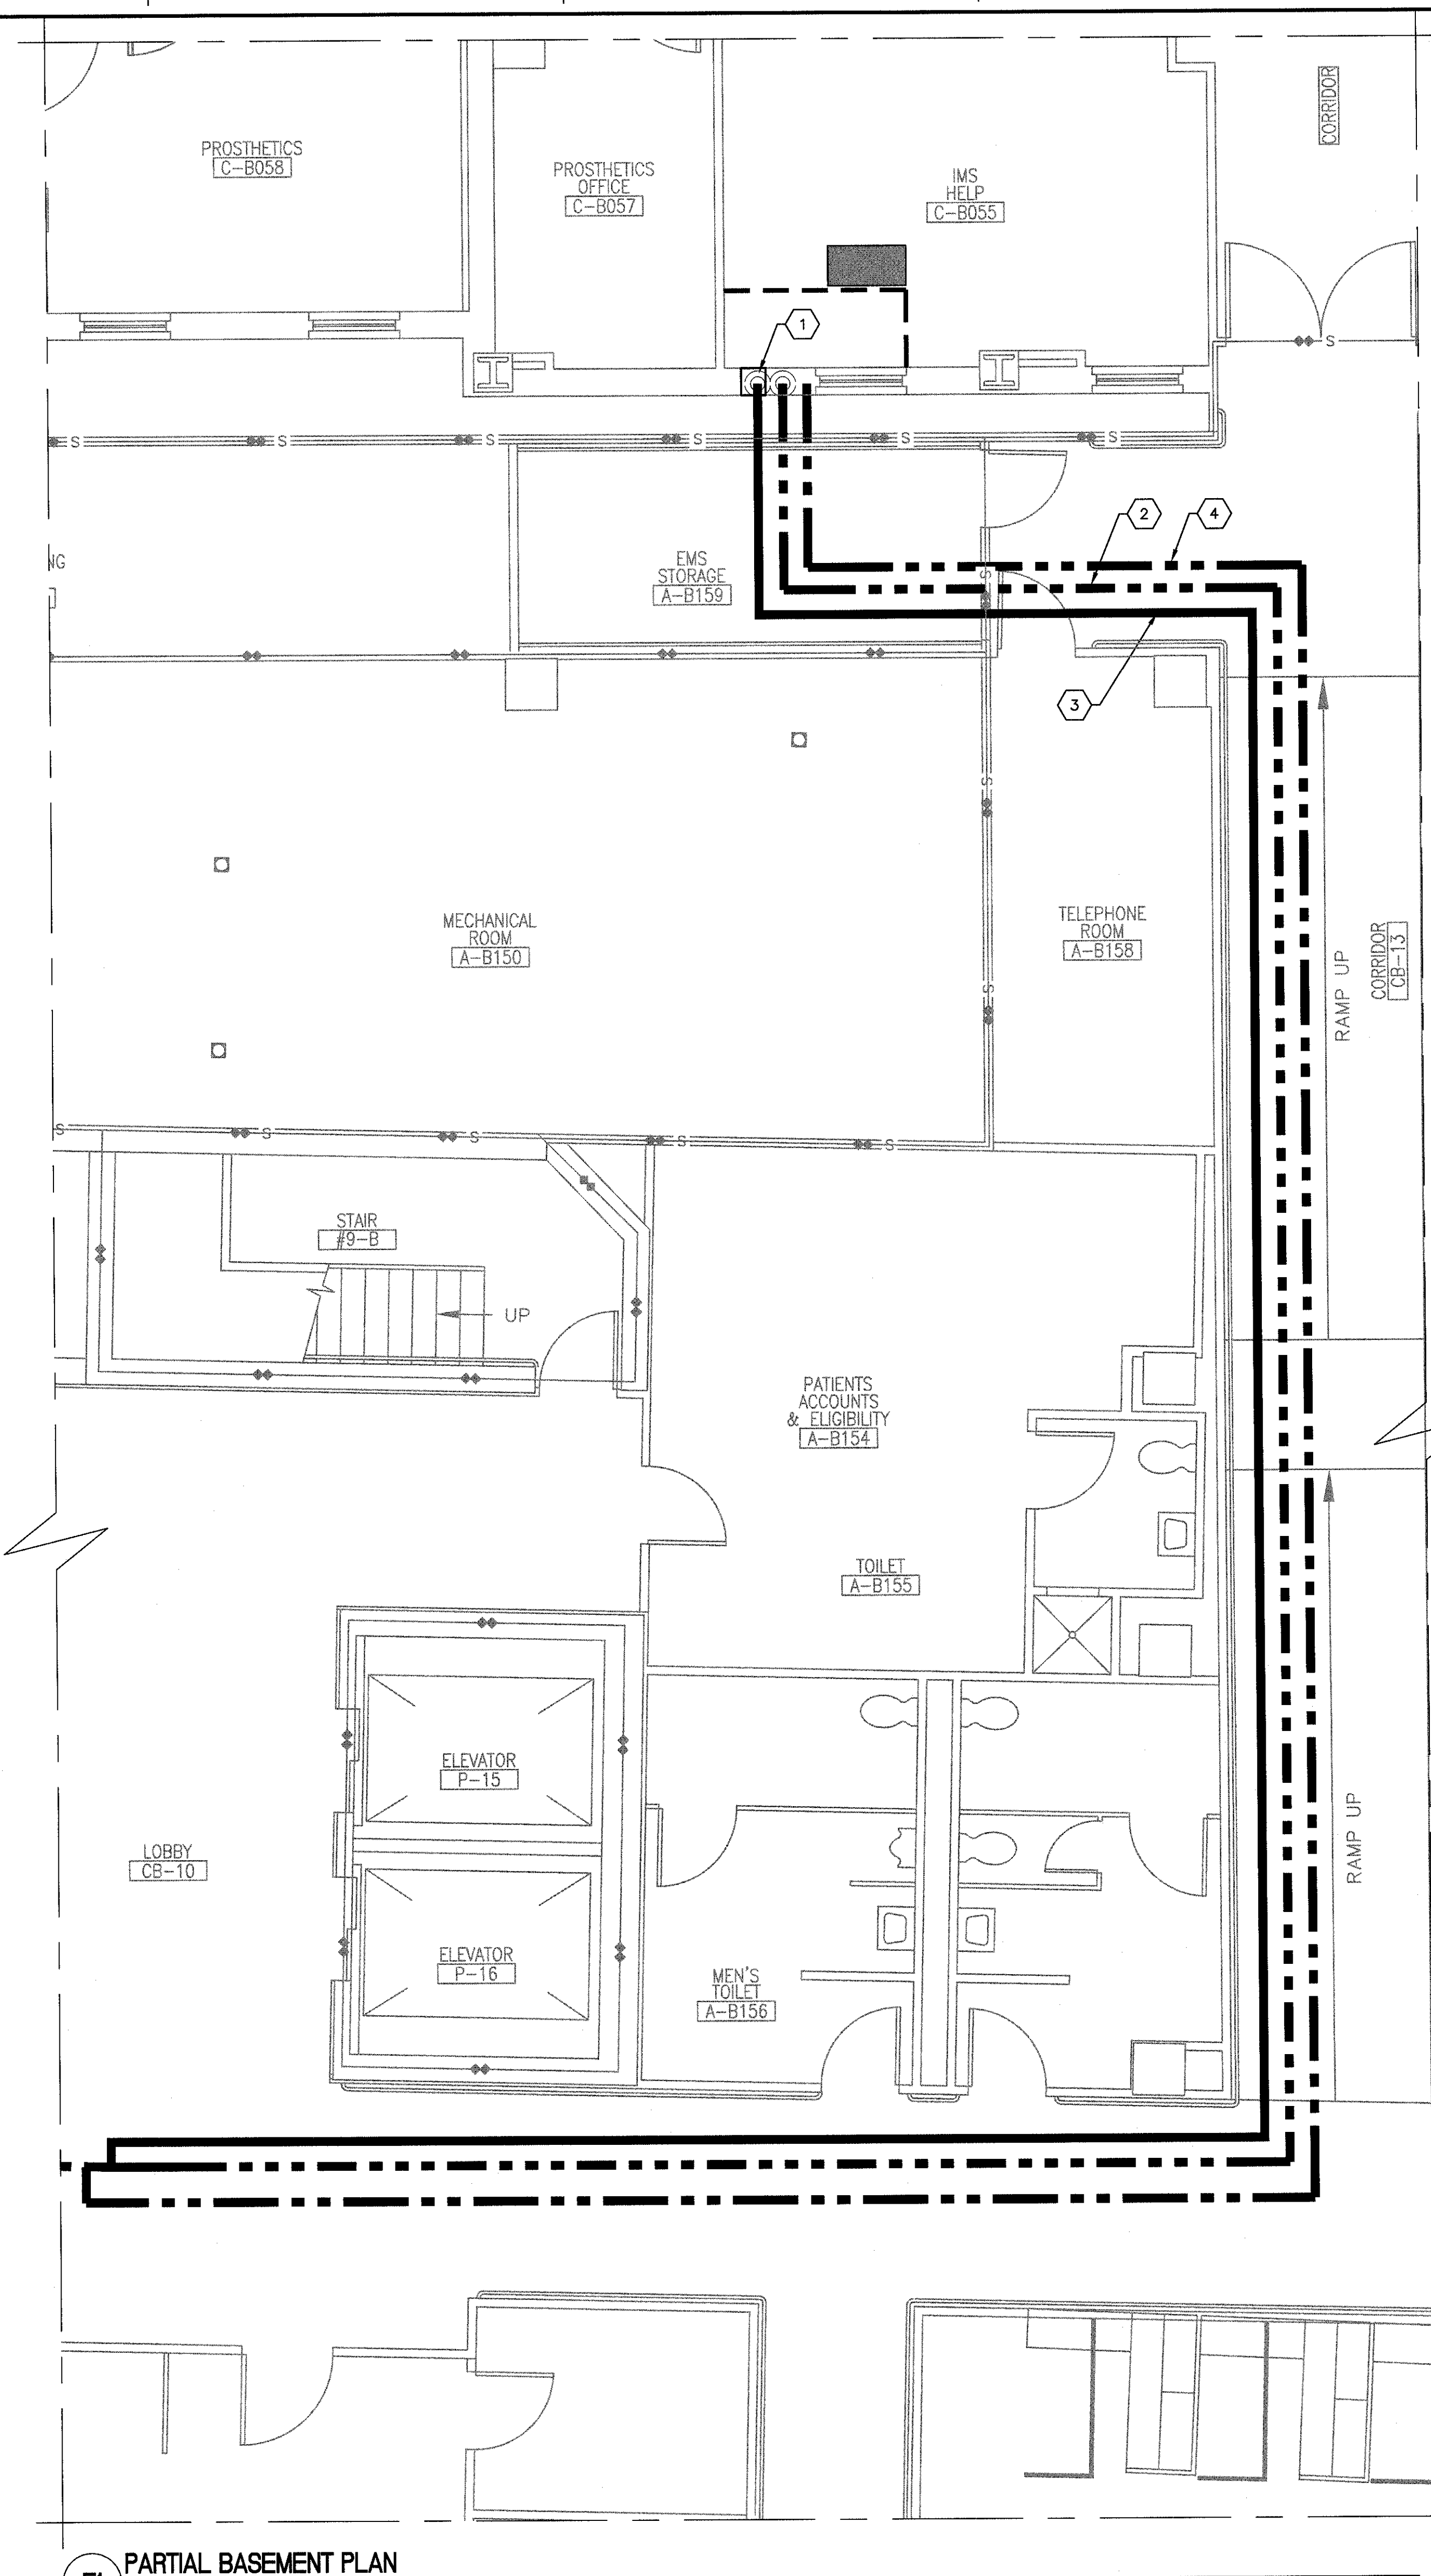 CORRIDOR
PROSTHETICS
C-B058
PROSTHETICS
OFFICE
C-B057
IMS
HELP
C-B055
1
S
S
S
S
S
S
S
2
4
NG
EMS
STORAGE
A-B159
S
3
S
MECHANICAL
ROOM
A-B150
TELEPHONE
ROOM
A-B158
RAMP UP
CORRIDOR
CB-13
S
S
S
S
S
S
STAIR
#9-B
UP
PATIENTS
ACCOUNTS
& ELIGIBILITY
A-B154
TOILET
A-B155
ELEVATOR
P-15
RAMP UP
LOBBY
CB-10
ELEVATOR
P-16
MEN'S
TOILET
A-B156
PARTIAL BASEMENT PLAN